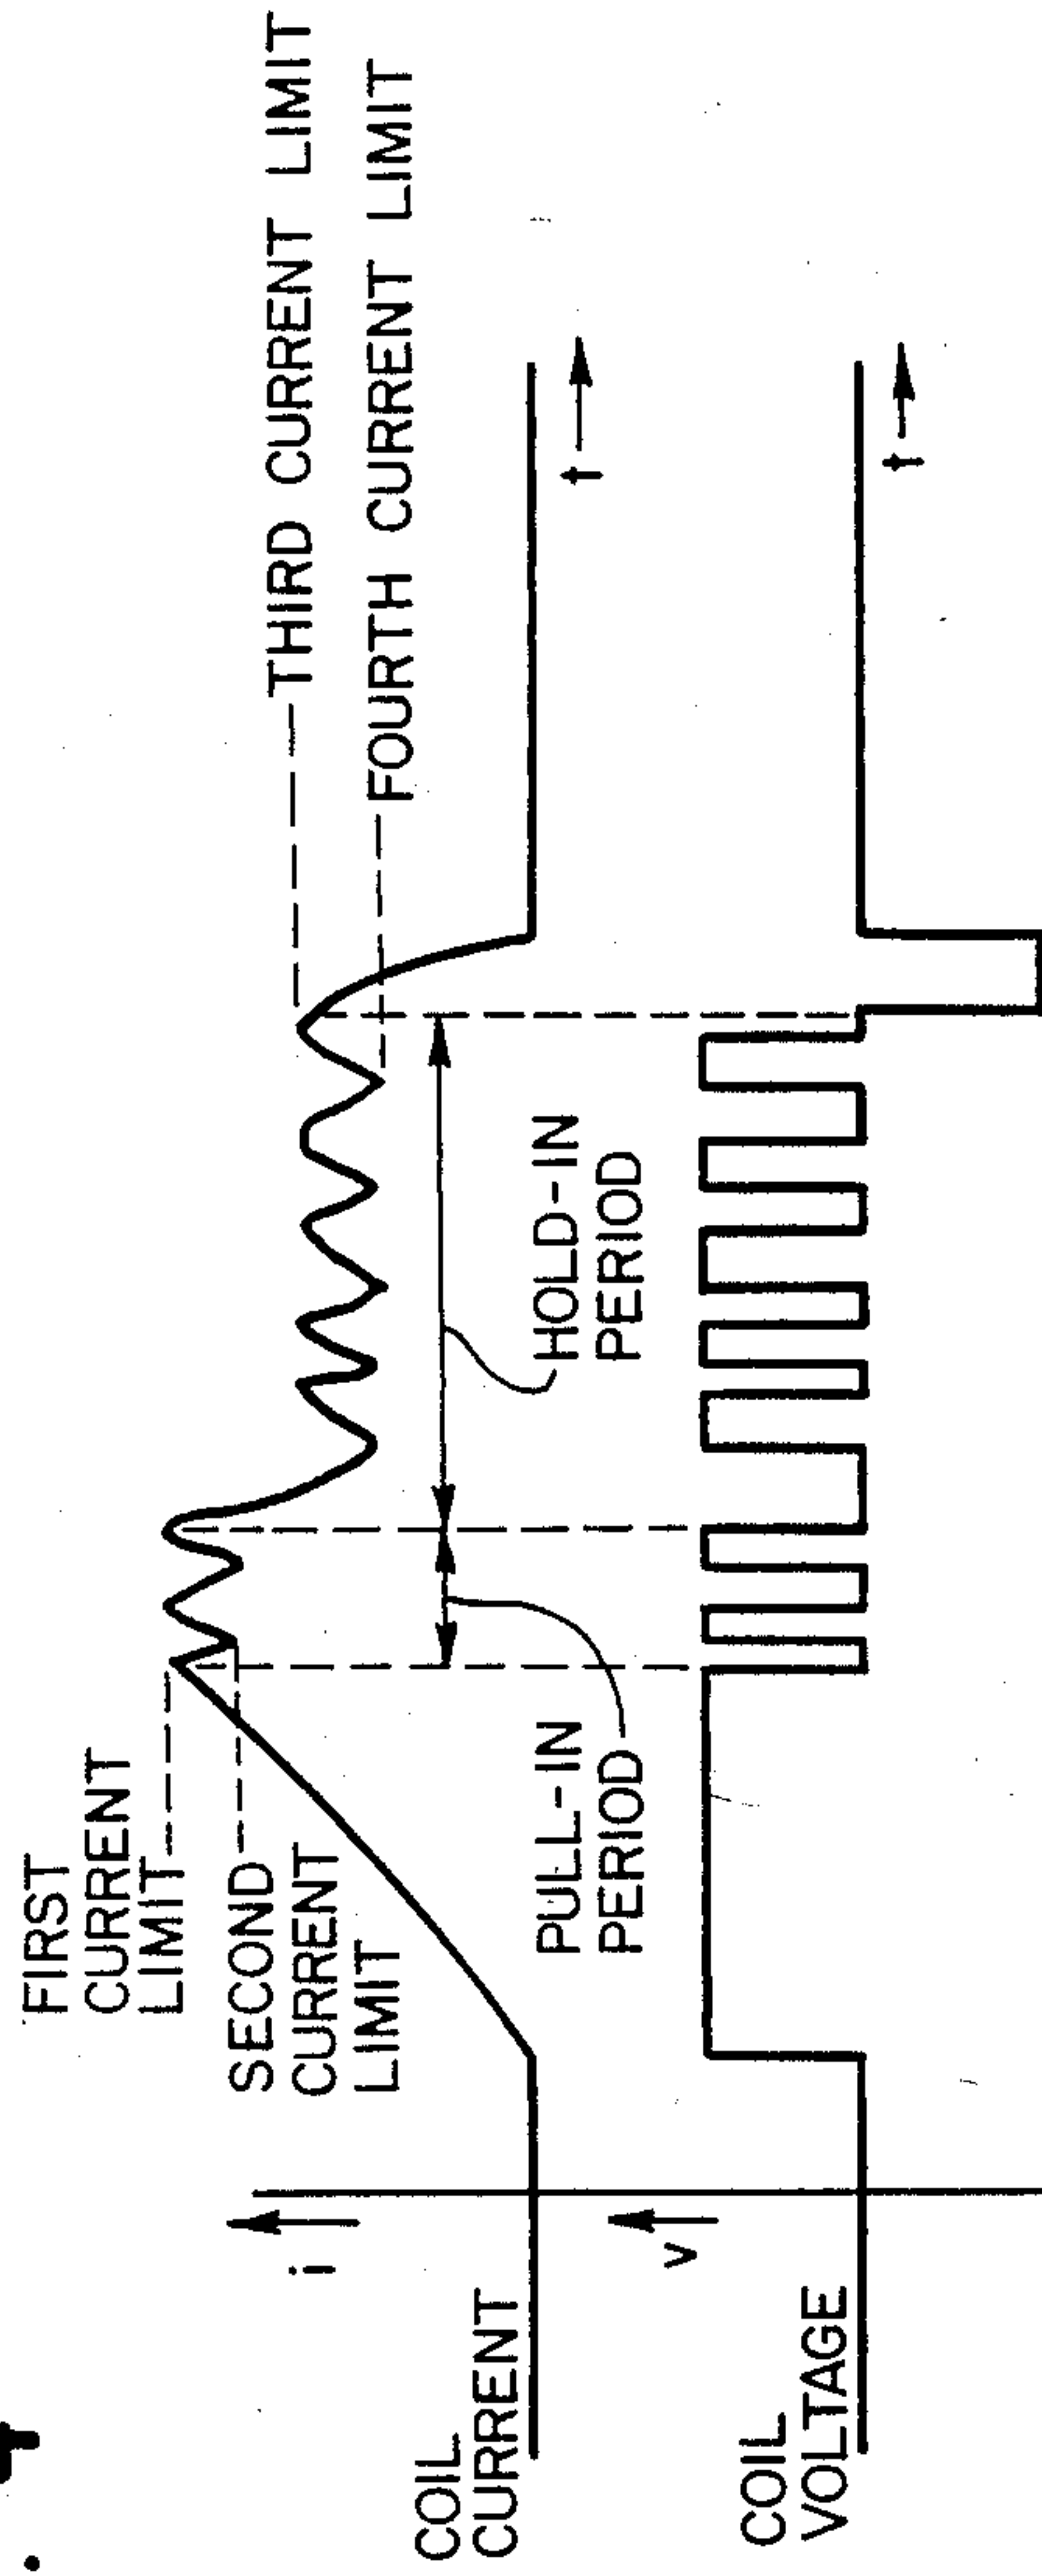 FIRST
CURRENT
LIMIT
SECOND
CURRENT
LIMIT
THIRD CURRENT LIMIT
FOURTH CURRENT LIMIT
i
COIL
CURRENT
t
PULL-IN
PERIOD
HOLD-IN
PERIOD
v
COIL
VOLTAGE
t